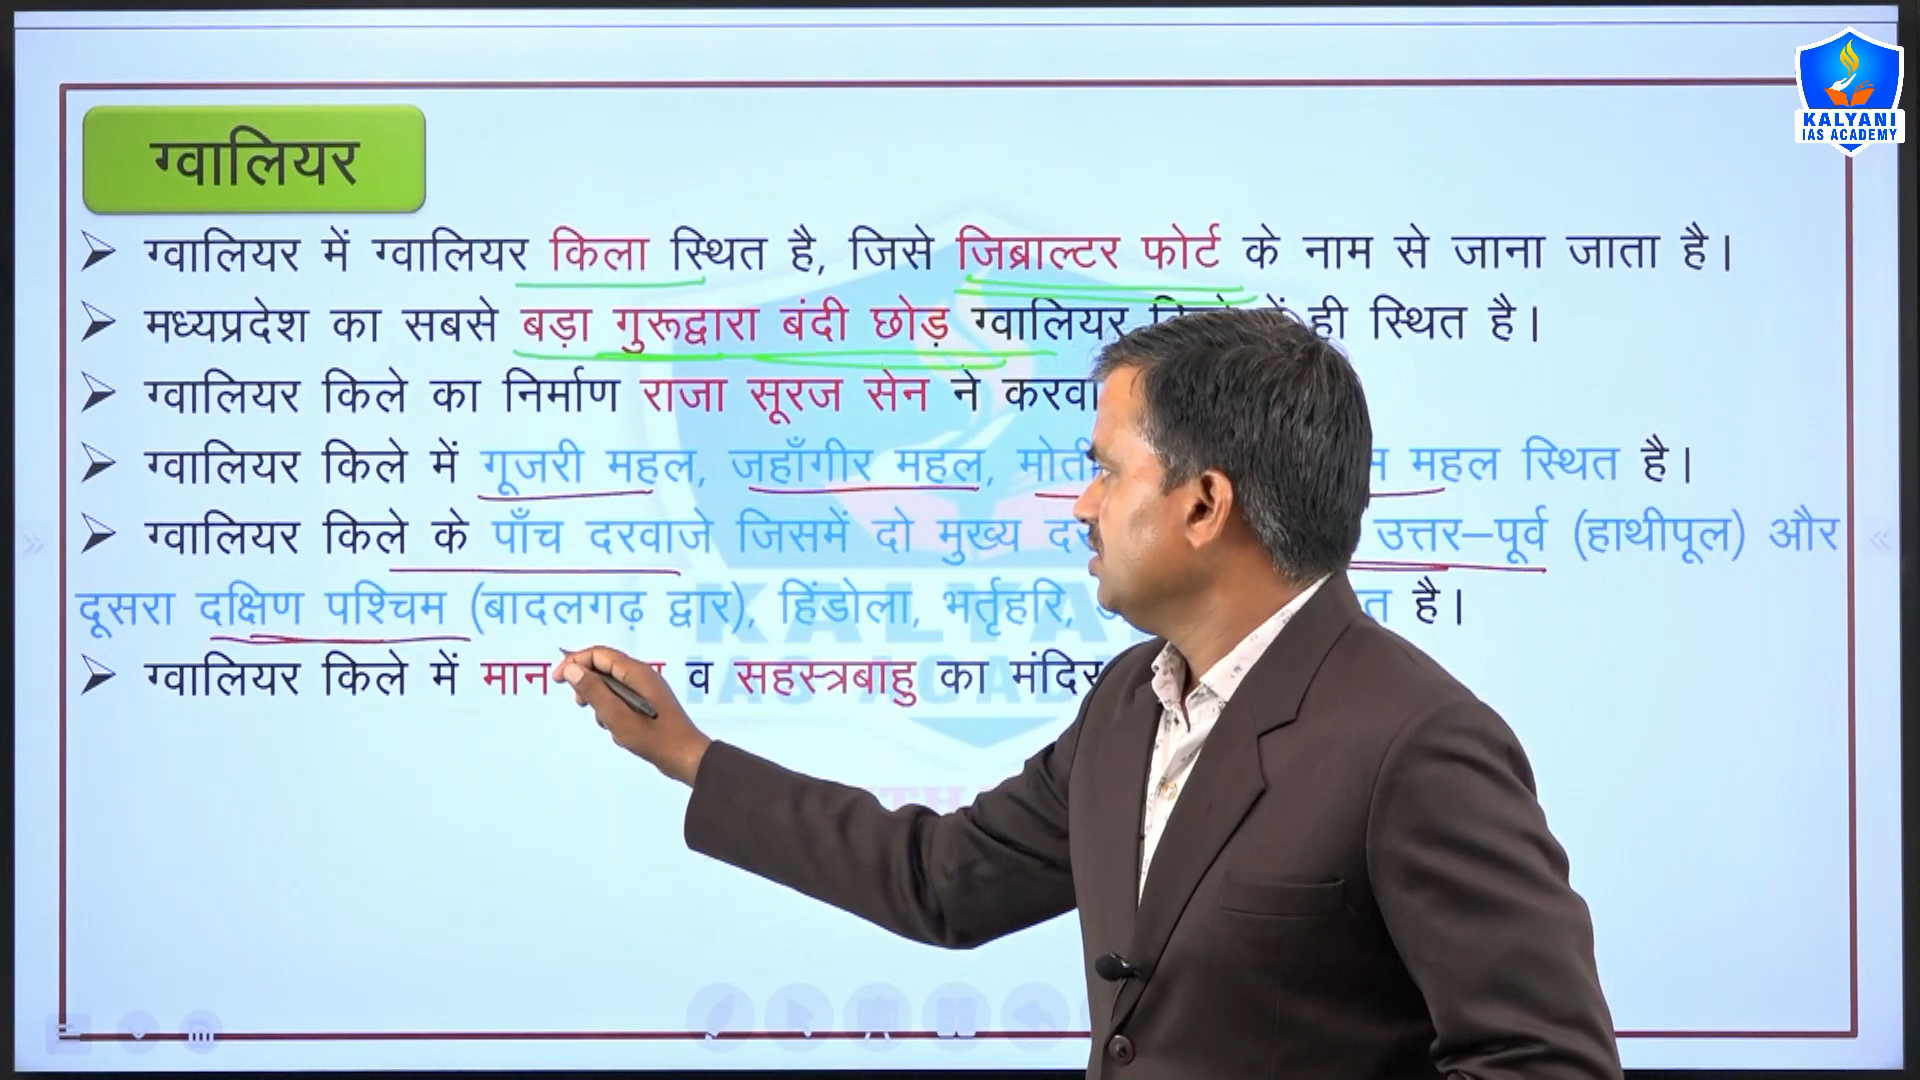 KALYANI
IAS ACADEMY
ग्वालियर
ग्वालियर में ग्वालियर किला स्थित है, जिसे जिब्राल्टर फोर्ट के नाम से जाना जाता है।
मध्यप्रदेश का सबसे बड़ा गुरूद्वारा बंदी छोड़ ग्वालियर में ही स्थित है।
ग्वालियर किले का निर्माण राजा सूरज सेन ने
ग्वालियर किले में गूजरी महल, जहाँगीर महल, महल स्थित है।
ग्वालियर किले के पाँच दरवाजे जिसमें दो मुख्य उत्तर–पूर्व (हाथीपूल) और
दूसरा दक्षिण पश्चिम (बादलगढ़ द्वार), हिंडोला, भर्तृहरि, है।
ग्वालियर किले में मान व सहस्त्रबाहु का मंदिर